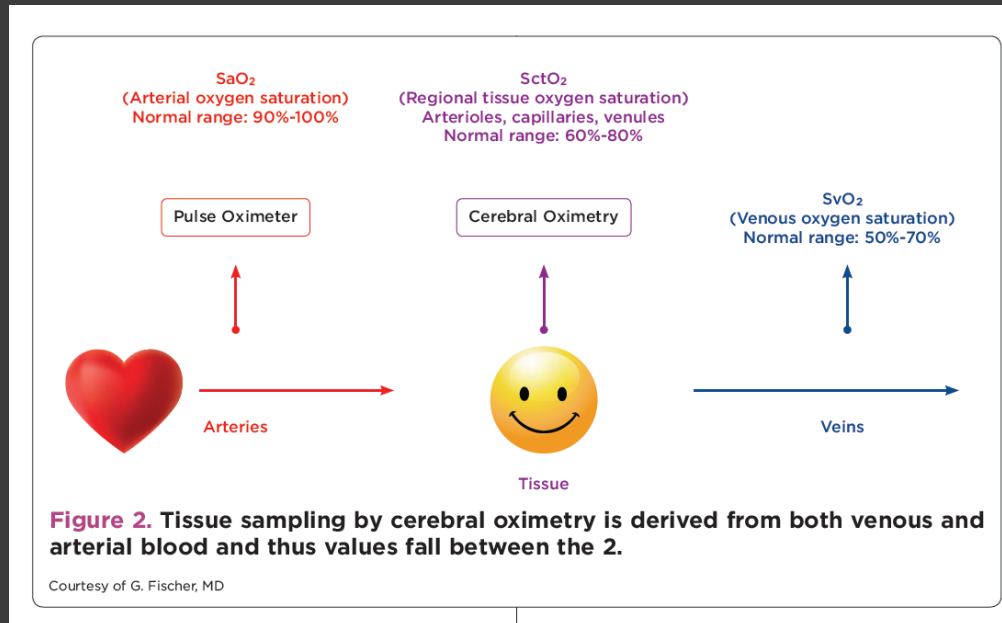 SaO₂
(Arterial oxygen saturation)
Normal range: 90%-100%
SctO₂
(Regional tissue oxygen saturation)
Arterioles, capillaries, venules
Normal range: 60%-80%
SvO₂
(Venous oxygen saturation)
Normal range: 50%-70%
Pulse Oximeter
Cerebral Oximetry
Arteries
Tissue
Veins
Figure 2. Tissue sampling by cerebral oximetry is derived from both venous and
arterial blood and thus values fall between the 2.
Courtesy of G. Fischer, MD